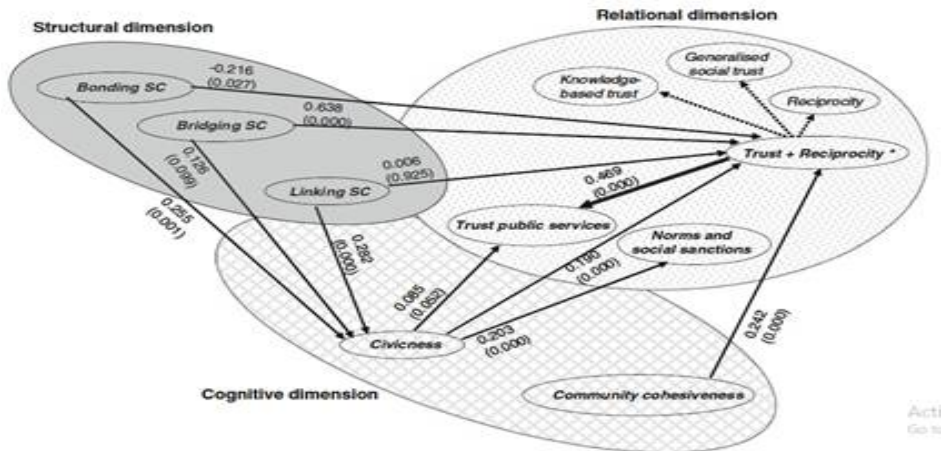 Relational dimension
Structural dimension
-0.216
(0.027)
Bonding SC
0.638
(0.000)
Bridging SC
Knowledge-
based trust
Generalised
social trust
Reciprocity
Trust + Reciprocity *
0.126
(0.099)
0.255
(0.001)
0.006
(0.925)
Linking SC
0.469
(0.000)
Trust public services
Norms and
social sanctions
0.282
(0.000)
0.190
(0.000)
0.085
(0.052)
0.203
(0.000)
0.242
(0.000)
Civicness
Cognitive dimension
Community cohesiveness
Acti